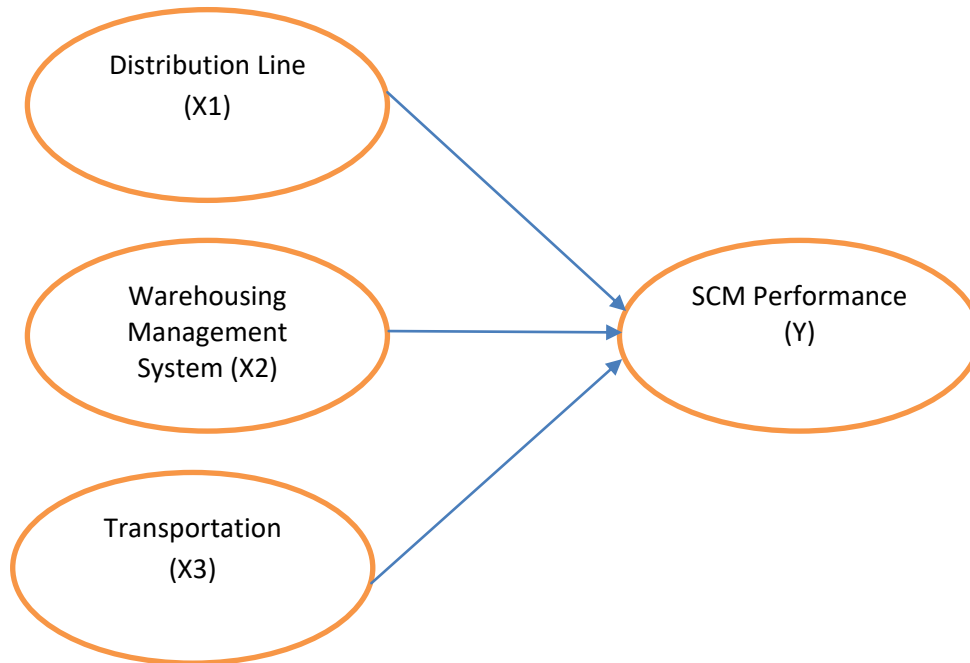 Distribution Line
(X1)
Warehousing
Management
System (X2)
SCM Performance
(Y)
Transportation
(X3)